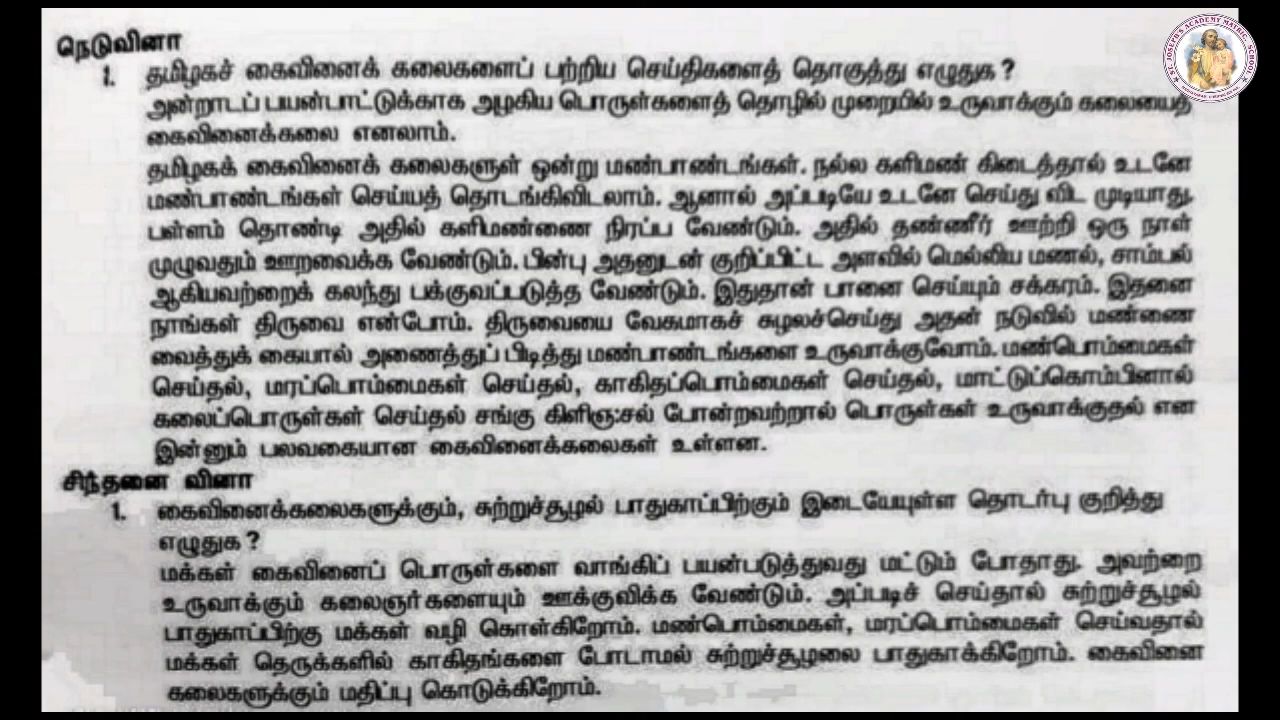 நெடுவினா
1. தமிழகச் கைவினைக் கலைகளைப் பற்றிய செய்திகளைத் தொகுத்து எழுதுக?
அன்றாடப் பயன்பாட்டுக்காக அழகிய பொருள்களைத் தொழில் முறையில் உருவாக்கும் கலையைத்
கைவினைக்கலை எனலாம்.
தமிழகக் கைவினைக் கலைகளுள் ஒன்று மண்பாண்டங்கள். நல்ல களிமண் கிடைத்தால் உடனே
மண்பாண்டங்கள் செய்யத் தொடங்கிவிடலாம். ஆனால் அப்படியே உடனே செய்து விட முடியாது.
பள்ளம் தொண்டி அதில் களிமண்ணை நிரப்ப வேண்டும். அதில் தண்ணீர் ஊற்றி ஒரு நாள்
முழுவதும் ஊறவைக்க வேண்டும். பின்பு அதனுடன் குறிப்பிட்ட அளவில் மெல்லிய மணல், சாம்பல்
ஆகியவற்றைக் கலந்து பக்குவப்படுத்த வேண்டும். இதுதான் பானை செய்யும் சக்கரம். இதனை
நாங்கள் திருவை என்போம். திருவையை வேகமாகச் சுழலச்செய்து அதன் நடுவில் மண்ணை
வைத்துக் கையால் அணைத்துப் பிடித்து மண்பாண்டங்களை உருவாக்குவோம். மண்பொம்மைகள்
செய்தல், மரப்பொம்மைகள் செய்தல், காகிதப்பொம்மைகள் செய்தல், மாட்டுப்கொம்பினால்
கலைப்பொருள்கள் செய்தல் சங்கு கிளிஞ்சல் போன்றவற்றால் பொருள்கள் உருவாக்குதல் என
இன்னும் பலவகையான கைவினைக்கலைகள் உள்ளன.
சிந்தனை வினா
1. கைவினைக்கலைகளுக்கும், சுற்றுச்சூழல் பாதுகாப்பிற்கும் இடையேயுள்ள தொடர்பு குறித்து
எழுதுக?
மக்கள் கைவினைப் பொருள்களை வாங்கிப் பயன்படுத்துவது மட்டும் போதாது. அவற்றை
உருவாக்கும் கலைஞர்களையும் ஊக்குவிக்க வேண்டும். அப்படிச் செய்தால் சுற்றுச்சூழல்
பாதுகாப்பிற்கு மக்கள் வழி கொள்கிறோம். மண்பொம்மைகள், மரப்பொம்மைகள் செய்வதால்
மக்கள் தெருக்களில் காகிதங்களை போடாமல் சுற்றுச்சூழலை பாதுகாக்கிறோம். கைவினை
கலைகளுக்கும் மதிப்பு கொடுக்கிறோம்.